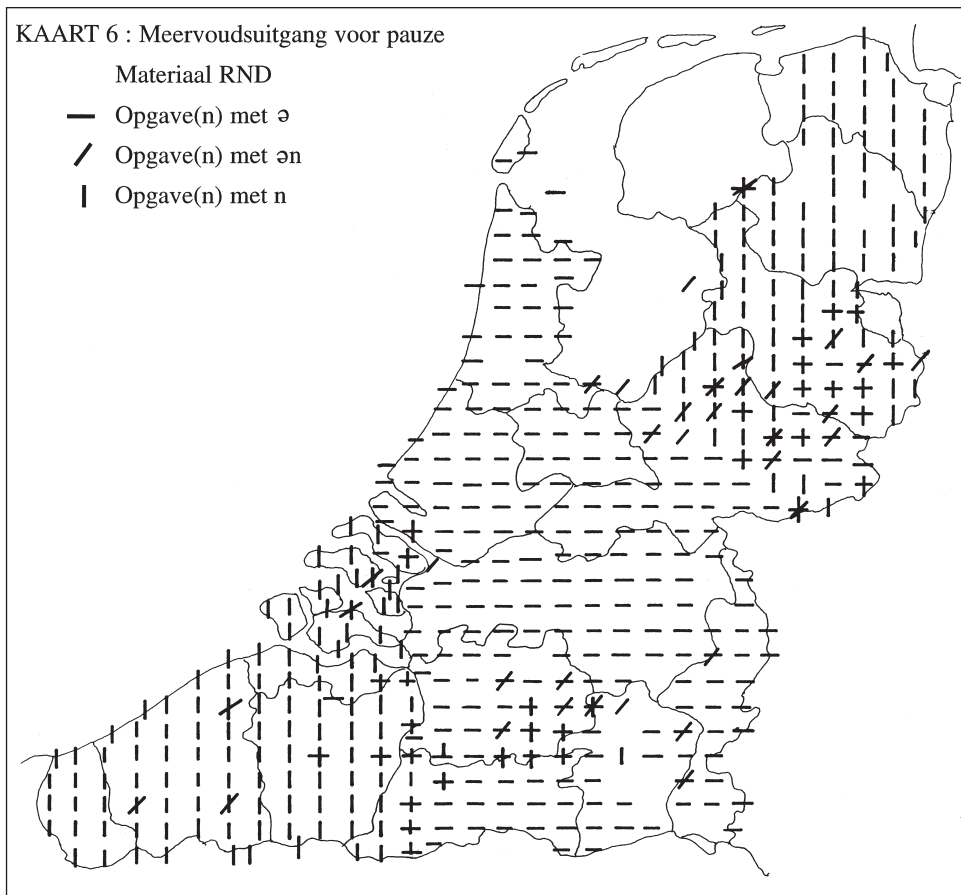 KAART 6 : Meervoudsuitgang voor pauze
Materiaal RND
Opgave(n) met ə
Opgave(n) met ən
Opgave(n) met n